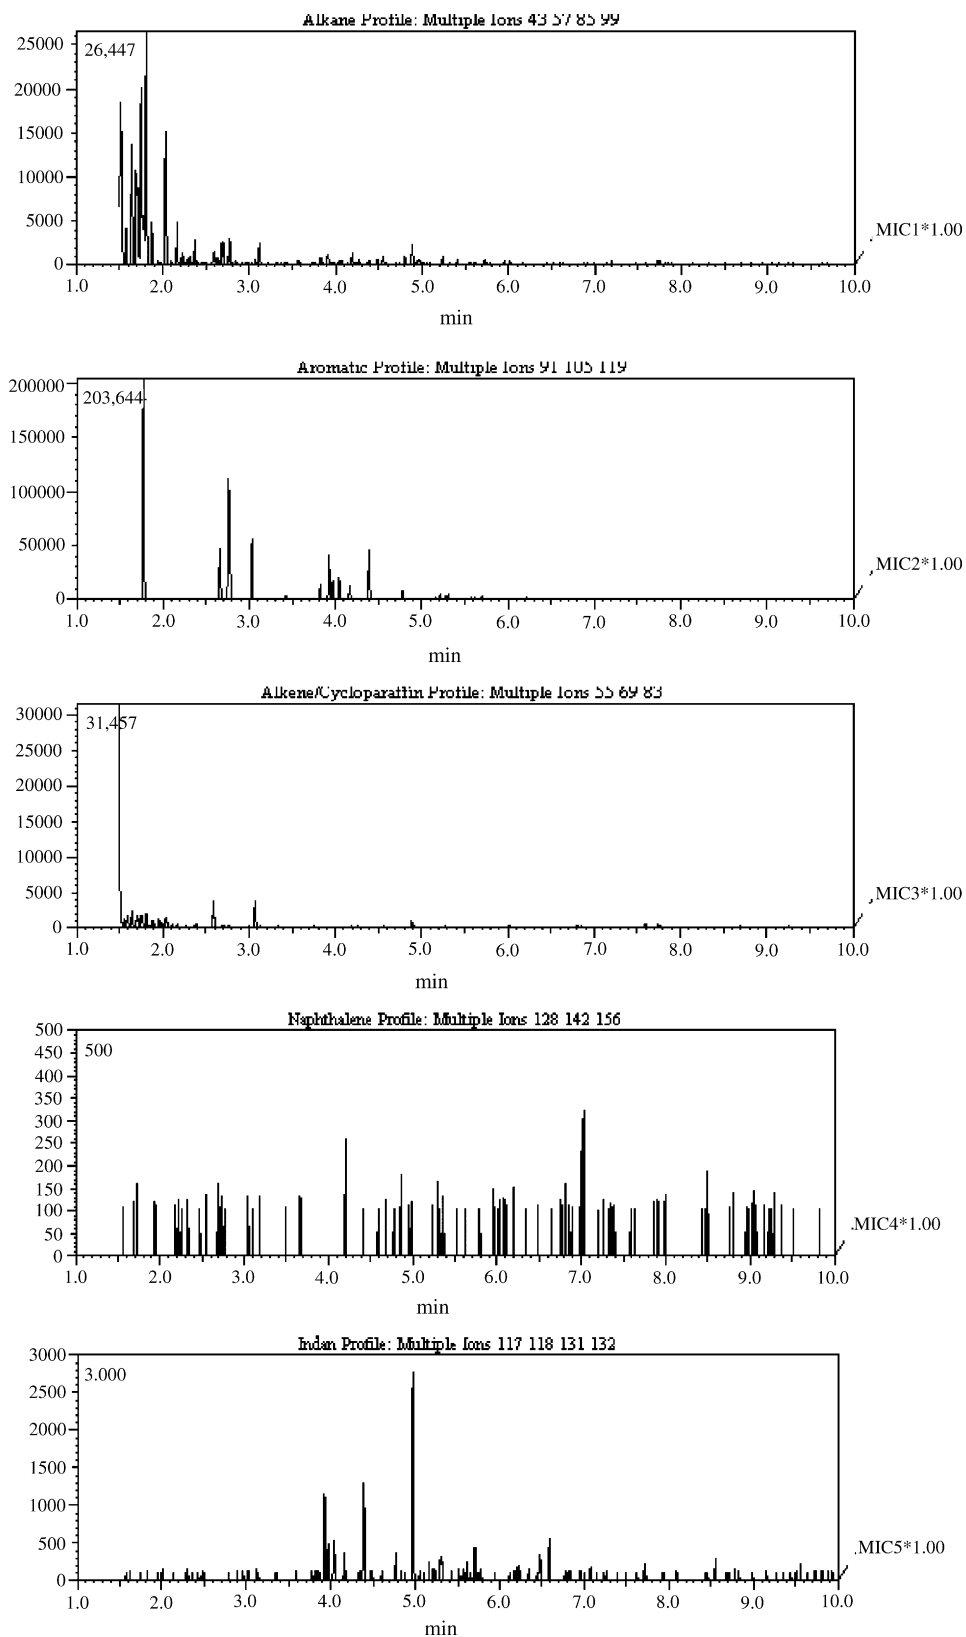 Alkane Profile: Multiple Ions 43 57 85 99
25000
26,447
20000
15000
10000
5000
0
MIC1*1.00
1.0 2.0 3.0 4.0 5.0 6.0 7.0 8.0 9.0 10.0
min
Aromatic Profile: Multiple Ions 91 105 119
200000
203,644
150000
100000
50000
0
MIC2*1.00
1.0 2.0 3.0 4.0 5.0 6.0 7.0 8.0 9.0 10.0
min
Alkene/Cycloparaffin Profile: Multiple Ions 55 69 83
30000
31,457
25000
20000
15000
10000
5000
0
MIC3*1.00
1.0 2.0 3.0 4.0 5.0 6.0 7.0 8.0 9.0 10.0
min
Naphthalene Profile: Multiple Ions 128 142 156
500
500
450
400
350
300
250
200
150
100
50
0
.MIC4*1.00
1.0 2.0 3.0 4.0 5.0 6.0 7.0 8.0 9.0 10.0
min
Indan Profile: Multiple Ions 117 118 131 132
3000
3.000
2500
2000
1500
1000
500
0
.MIC5*1.00
1.0 2.0 3.0 4.0 5.0 6.0 7.0 8.0 9.0 10.0
min